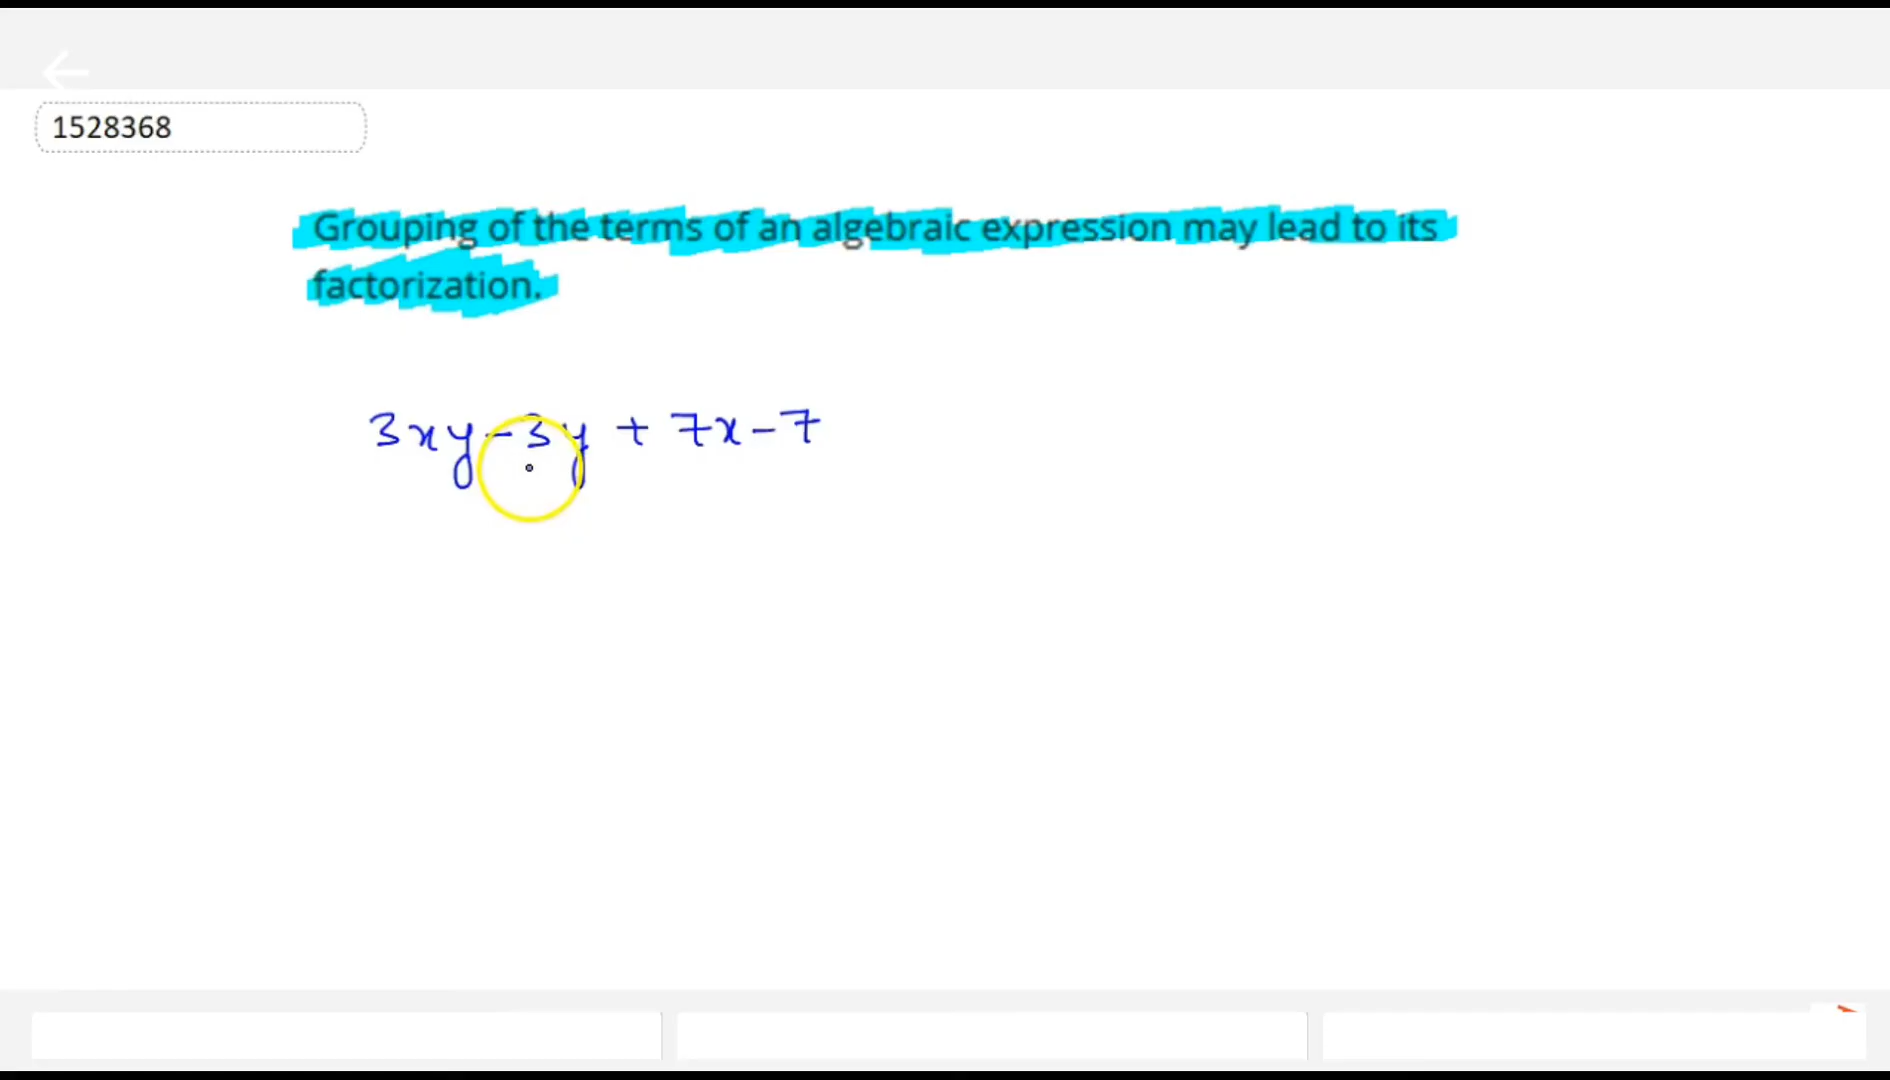 1528368
Grouping of the terms of an algebraic expression may lead to its
factorization.
3xy-3y + 7x-7